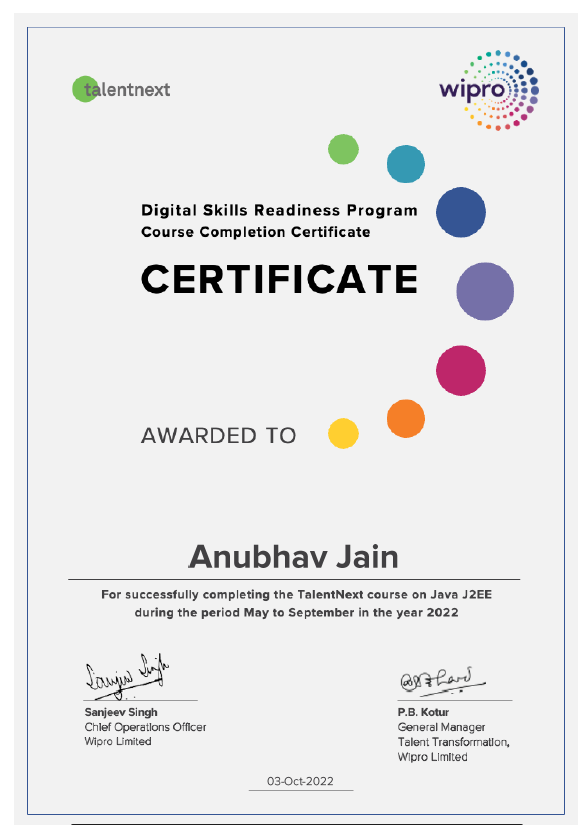 talentnext
wipro
Digital Skills Readiness Program
Course Completion Certificate
CERTIFICATE
AWARDED TO
Anubhav Jain
For successfully completing the TalentNext course on Java J2EE
during the period May to September in the year 2022
Sanjeev Singh
Sanjeev Singh
Chief Operations Officer
Wipro Limited
P.B. Kotur
General Manager
Talent Transformation,
Wipro Limited
03-Oct-2022